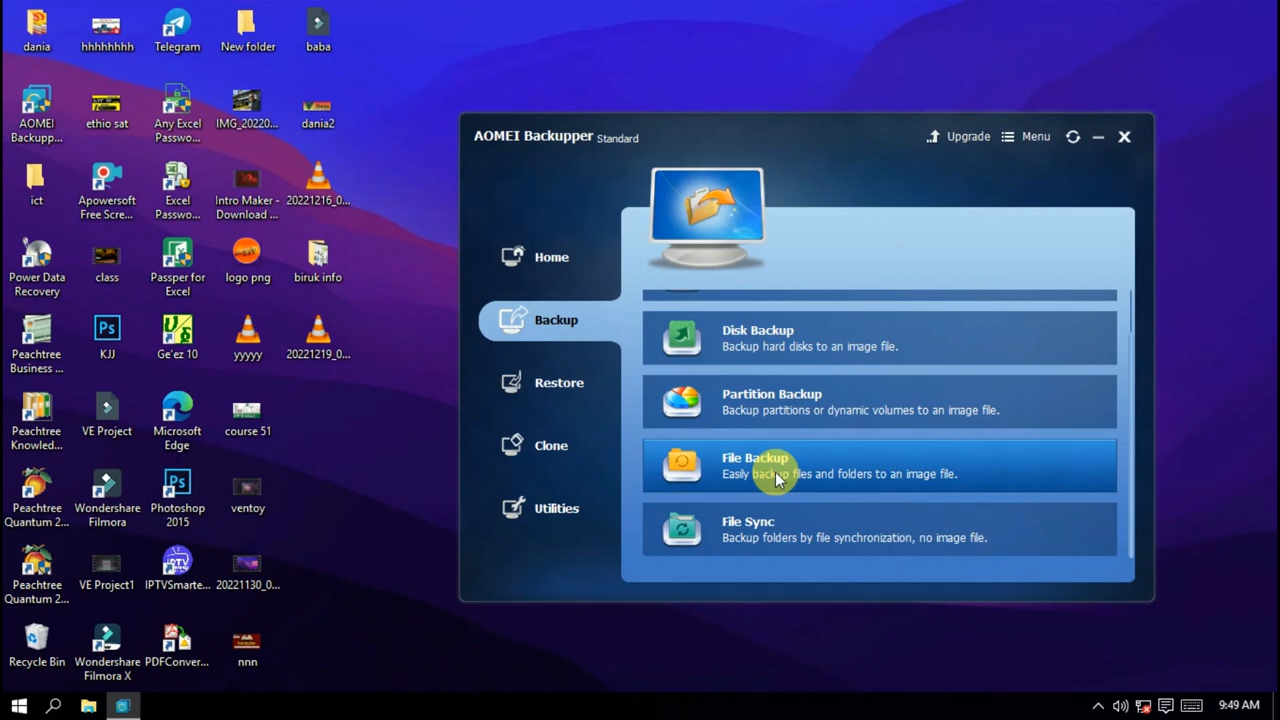 dania
hhhhhhhh
Telegram
New folder
baba
AOMEI
Backupp...
ethio sat
Any Excel
Passwo...
IMG_20220...
dania2
ict
Apowersoft
Free Scre...
Excel
Passwo...
Intro Maker -
Download ...
20221216_0...
Power Data
Recovery
class
Passper for
Excel
logo png
biruk info
Peachtree
Business ...
KJJ
Ge'ez 10
yyyyy
20221219_0...
Peachtree
Knowled...
VE Project
Microsoft
Edge
course 51
Peachtree
Quantum 2...
Wondershare
Filmora
Photoshop
2015
ventoy
Peachtree
Quantum 2...
VE Project1
IPTVSmarte...
20221130_0...
Recycle Bin
Wondershare
Filmora X
PDFConver...
nnn
AOMEI Backupper Standard
Upgrade
Menu
Home
Backup
Restore
Clone
Utilities
Disk Backup
Backup hard disks to an image file.
Partition Backup
Backup partitions or dynamic volumes to an image file.
File Backup
Easily backup files and folders to an image file.
File Sync
Backup folders by file synchronization, no image file.
9:49 AM